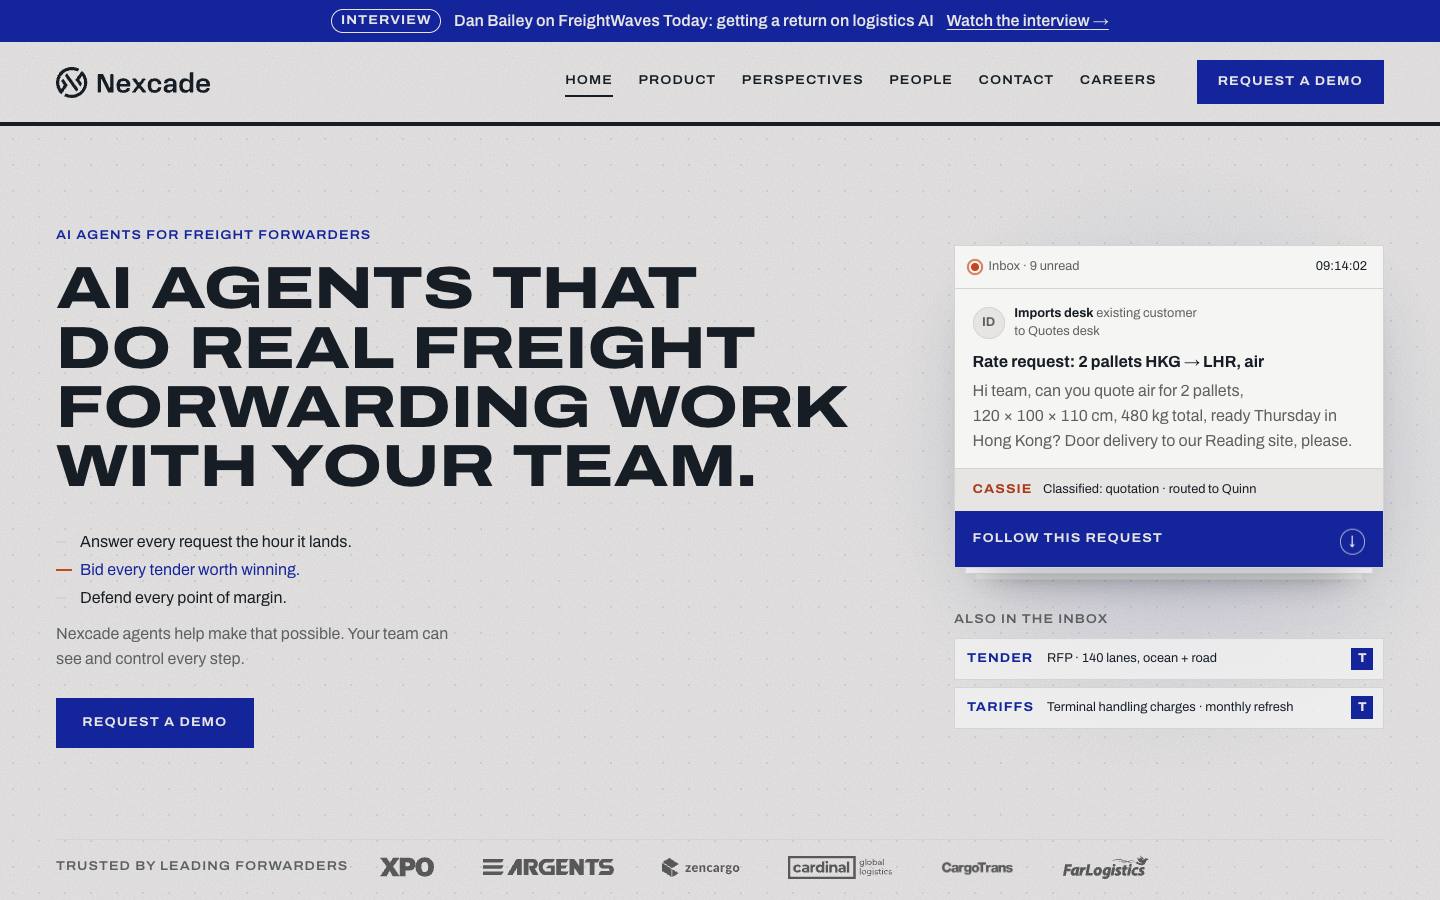 INTERVIEW Dan Bailey on FreightWaves Today: getting a return on logistics AI Watch the interview →
Nexcade
HOME PRODUCT PERSPECTIVES PEOPLE CONTACT CAREERS REQUEST A DEMO
AI AGENTS FOR FREIGHT FORWARDERS
AI AGENTS THAT
DO REAL FREIGHT
FORWARDING WORK
WITH YOUR TEAM.
Answer every request the hour it lands.
Bid every tender worth winning.
Defend every point of margin.
Nexcade agents help make that possible. Your team can
see and control every step.
REQUEST A DEMO
Inbox · 9 unread 09:14:02
ID
Imports desk existing customer
to Quotes desk
Rate request: 2 pallets HKG → LHR, air
Hi team, can you quote air for 2 pallets,
120 × 100 × 110 cm, 480 kg total, ready Thursday in
Hong Kong? Door delivery to our Reading site, please.
CASSIE Classified: quotation · routed to Quinn
FOLLOW THIS REQUEST ↓
ALSO IN THE INBOX
TENDER RFP · 140 lanes, ocean + road T
TARIFFS Terminal handling charges · monthly refresh T
TRUSTED BY LEADING FORWARDERS XPO ARGENTS zencargo cardinal global logistics CargoTrans FarLogistics